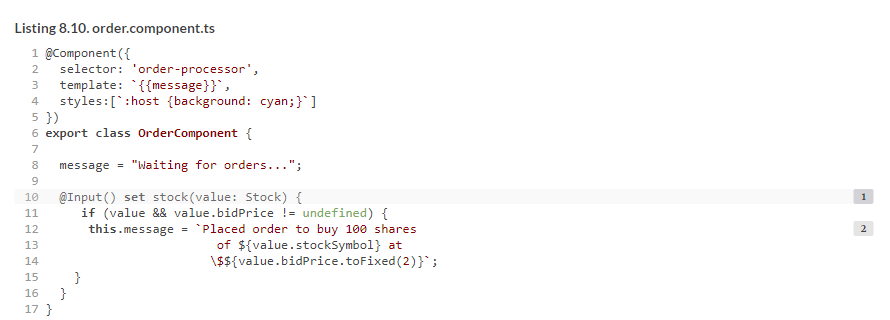 Listing 8.10. order.component.ts
1 @Component({
2   selector: 'order-processor',
3   template: `{{message}}`,
4   styles:[`:host {background: cyan;}`]
5 })
6 export class OrderComponent {
7
8   message = "Waiting for orders...";
9
10   @Input() set stock(value: Stock) { 1
11      if (value && value.bidPrice != undefined) {
12       this.message = `Placed order to buy 100 shares 2
13                         of ${value.stockSymbol} at
14                        \$${value.bidPrice.toFixed(2)}`;
15     }
16   }
17 }